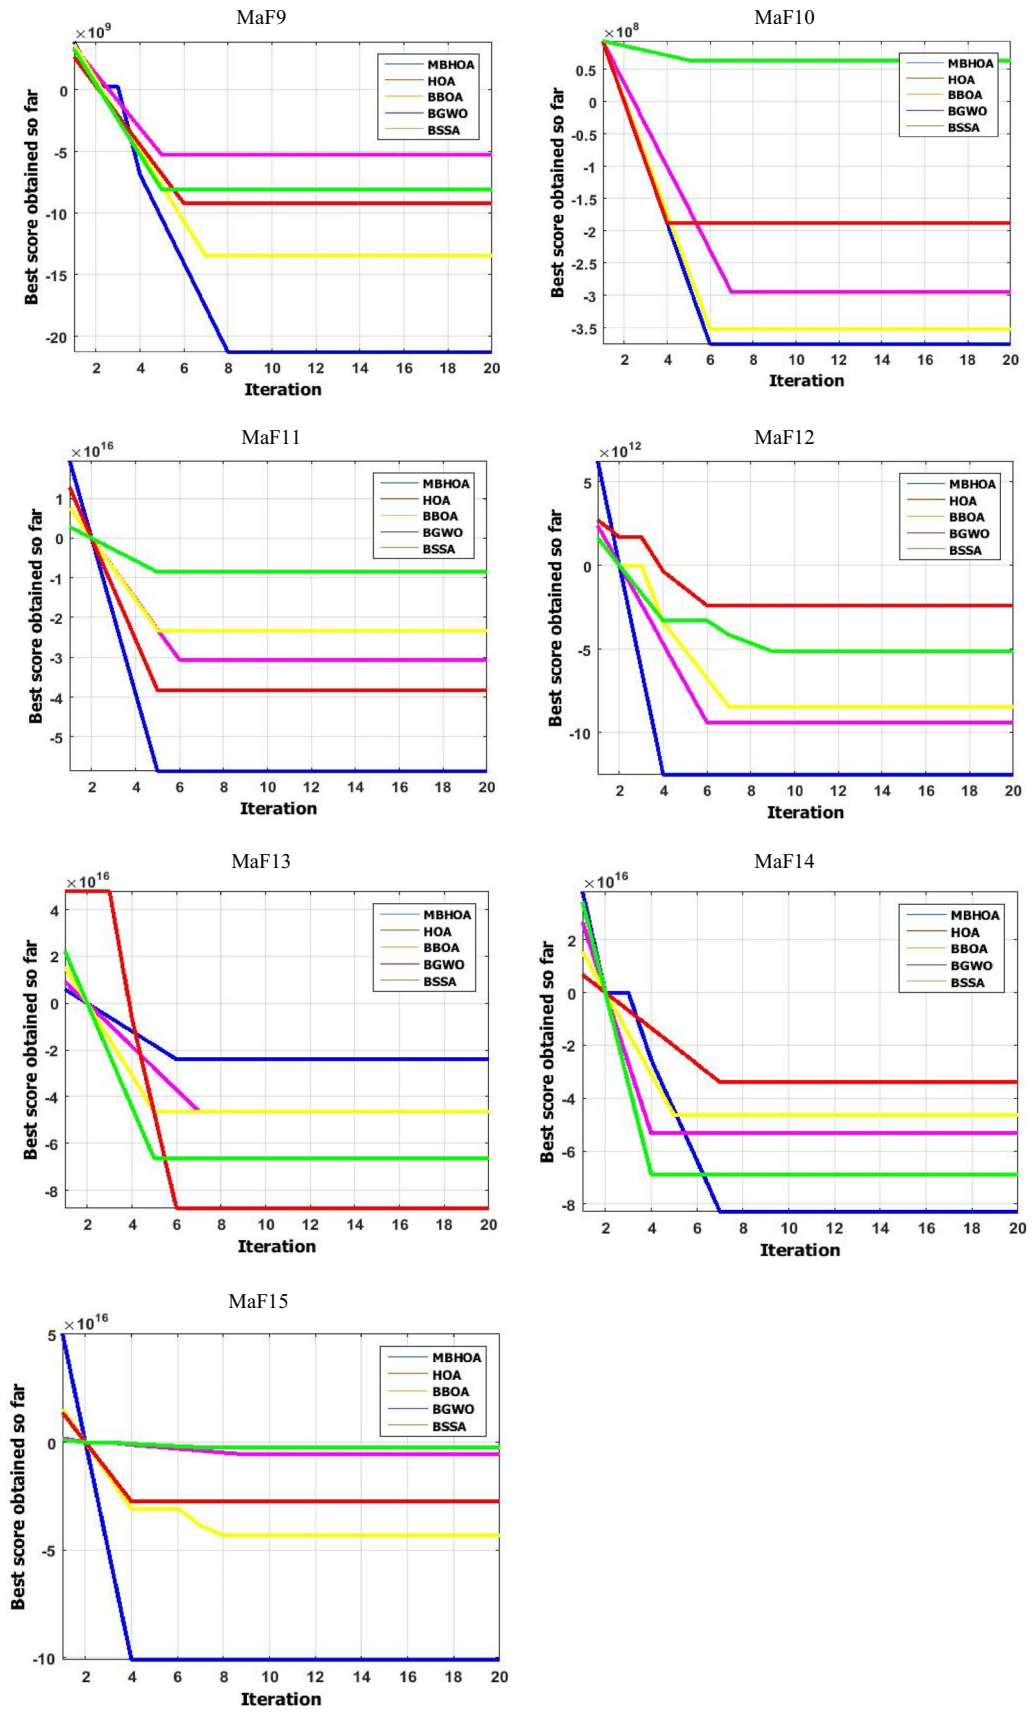 MaF9
×10^9
0
-5
-10
-15
-20
2 4 6 8 10 12 14 16 18 20
Iteration
Best score obtained so far
MBHOA
HOA
BBOA
BGWO
BSSA
MaF10
×10^8
0.5
0
-0.5
-1
-1.5
-2
-2.5
-3
-3.5
2 4 6 8 10 12 14 16 18 20
Iteration
Best score obtained so far
MBHOA
HOA
BBOA
BGWO
BSSA
MaF11
×10^16
1
0
-1
-2
-3
-4
-5
2 4 6 8 10 12 14 16 18 20
Iteration
Best score obtained so far
MBHOA
HOA
BBOA
BGWO
BSSA
MaF12
×10^12
5
0
-5
-10
2 4 6 8 10 12 14 16 18 20
Iteration
Best score obtained so far
MBHOA
HOA
BBOA
BGWO
BSSA
MaF13
×10^16
4
2
0
-2
-4
-6
-8
2 4 6 8 10 12 14 16 18 20
Iteration
Best score obtained so far
MBHOA
HOA
BBOA
BGWO
BSSA
MaF14
×10^16
2
0
-2
-4
-6
-8
2 4 6 8 10 12 14 16 18 20
Iteration
Best score obtained so far
MBHOA
HOA
BBOA
BGWO
BSSA
MaF15
×10^16
5
0
-5
-10
2 4 6 8 10 12 14 16 18 20
Iteration
Best score obtained so far
MBHOA
HOA
BBOA
BGWO
BSSA